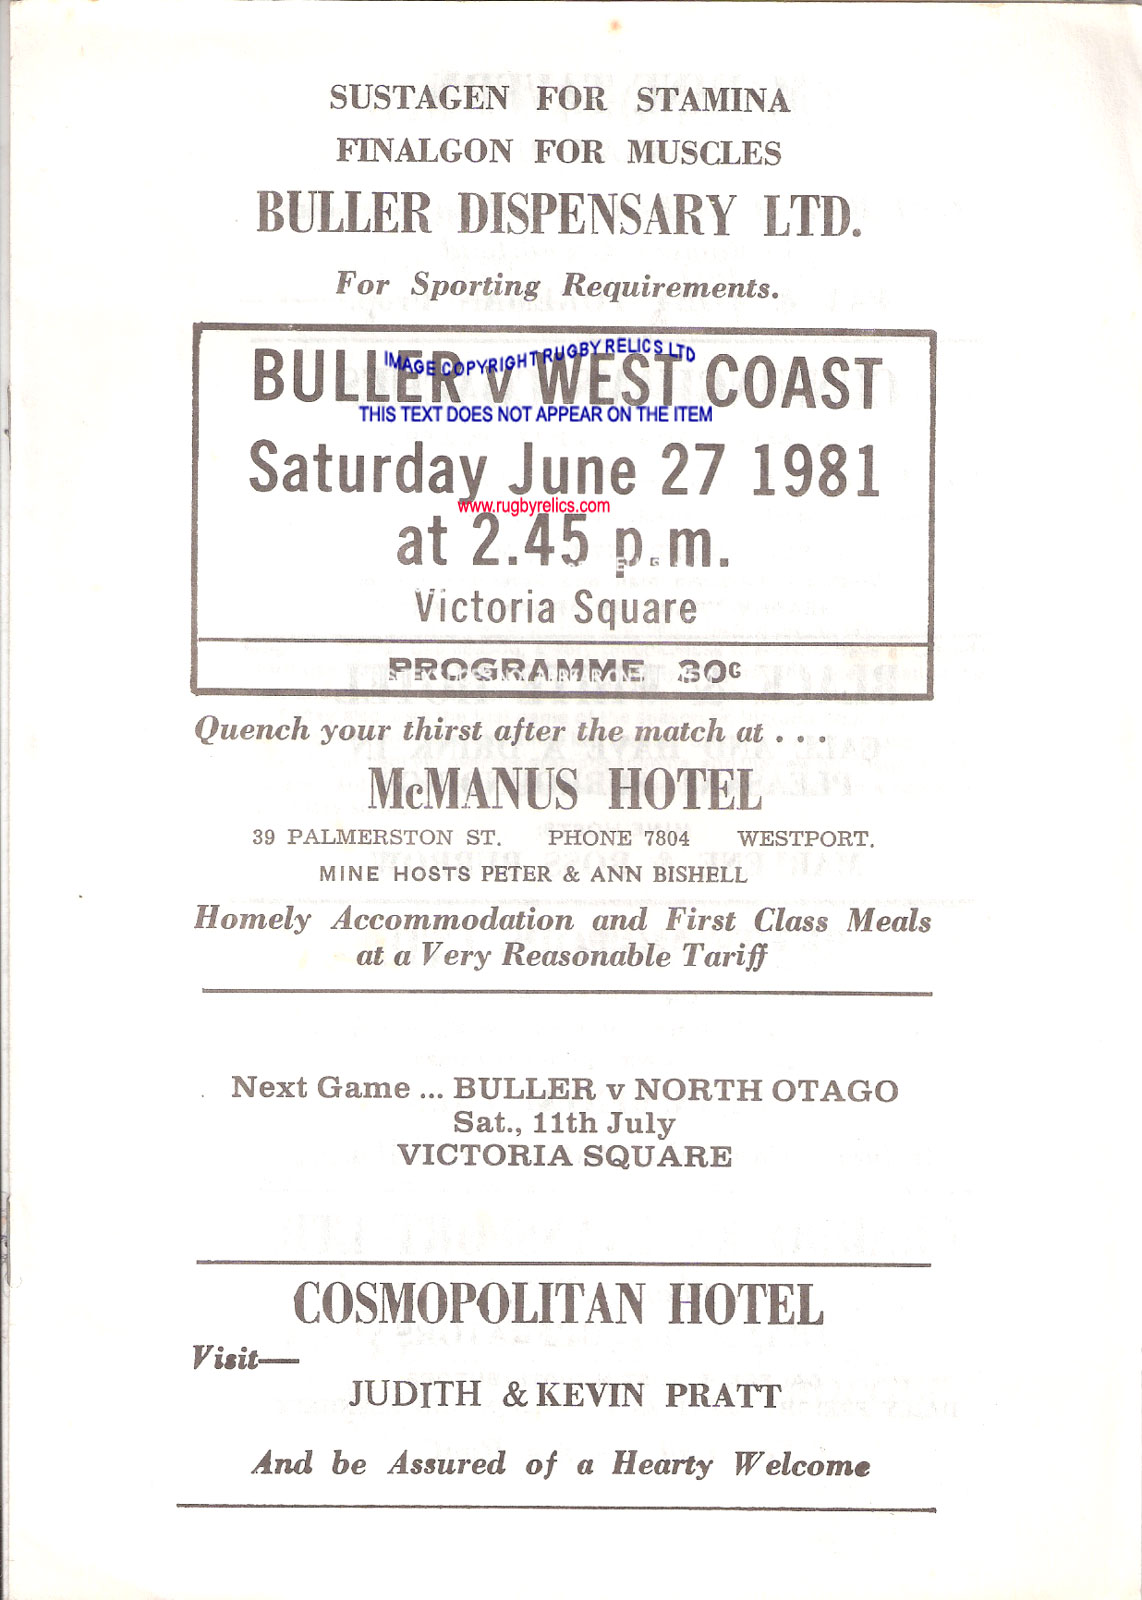 SUSTAGEN FOR STAMINA
FINALGON FOR MUSCLES
BULLER DISPENSARY LTD.
For Sporting Requirements.
BULLER v WEST COAST
IMAGE COPYRIGHT RUGBY RELICS LTD
THIS TEXT DOES NOT APPEAR ON THE ITEM
Saturday June 27 1981
www.rugbyrelics.com
at 2.45 p.m.
Victoria Square
PROGRAMME 30c
Quench your thirst after the match at . . .
McMANUS HOTEL
39 PALMERSTON ST. PHONE 7804 WESTPORT.
MINE HOSTS PETER & ANN BISHELL
Homely Accommodation and First Class Meals
at a Very Reasonable Tariff
Next Game ... BULLER v NORTH OTAGO
Sat., 11th July
VICTORIA SQUARE
COSMOPOLITAN HOTEL
Visit—
JUDITH & KEVIN PRATT
And be Assured of a Hearty Welcome